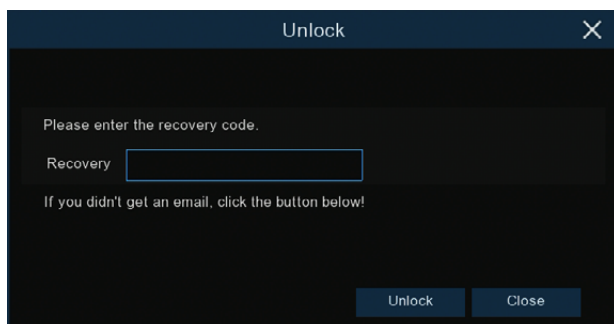 Unlock
Please enter the recovery code.
Recovery
If you didn't get an email, click the button below!
Unlock Close